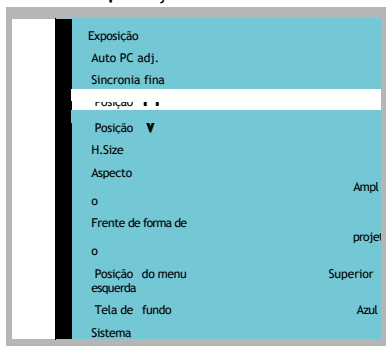 Exposição
Auto PC adj.
Sincronia fina
Posição
Posição V
H.Size
Aspecto
Ampl
o
Frente de forma de
projet
o
Posição do menu Superior
esquerda
Tela de fundo Azul
Sistema